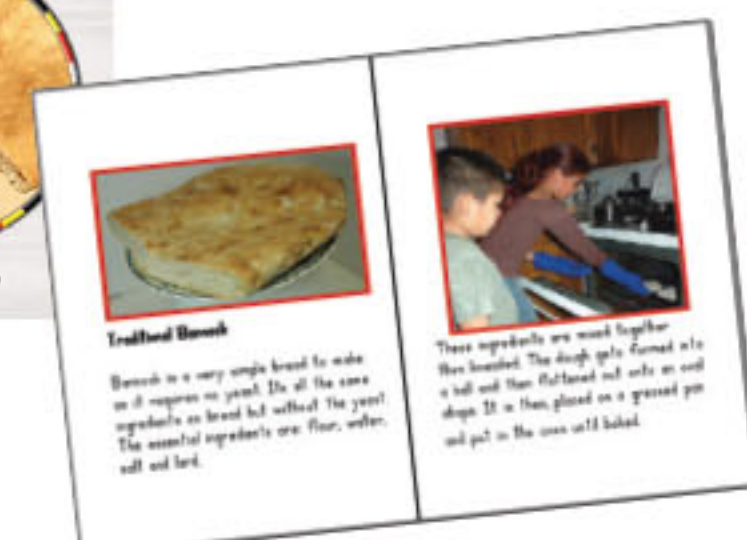 Traditional Bannock
Bannock is a very simple bread to make
as it requires no yeast. Its all the same
ingredients as bread but without the yeast.
The essential ingredients are: flour, water,
salt and lard.
These ingredients are mixed together
then kneaded. The dough gets formed into
a ball and then flattened out onto an oval
shape. It is then placed on a greased pan
and put in the oven until baked.